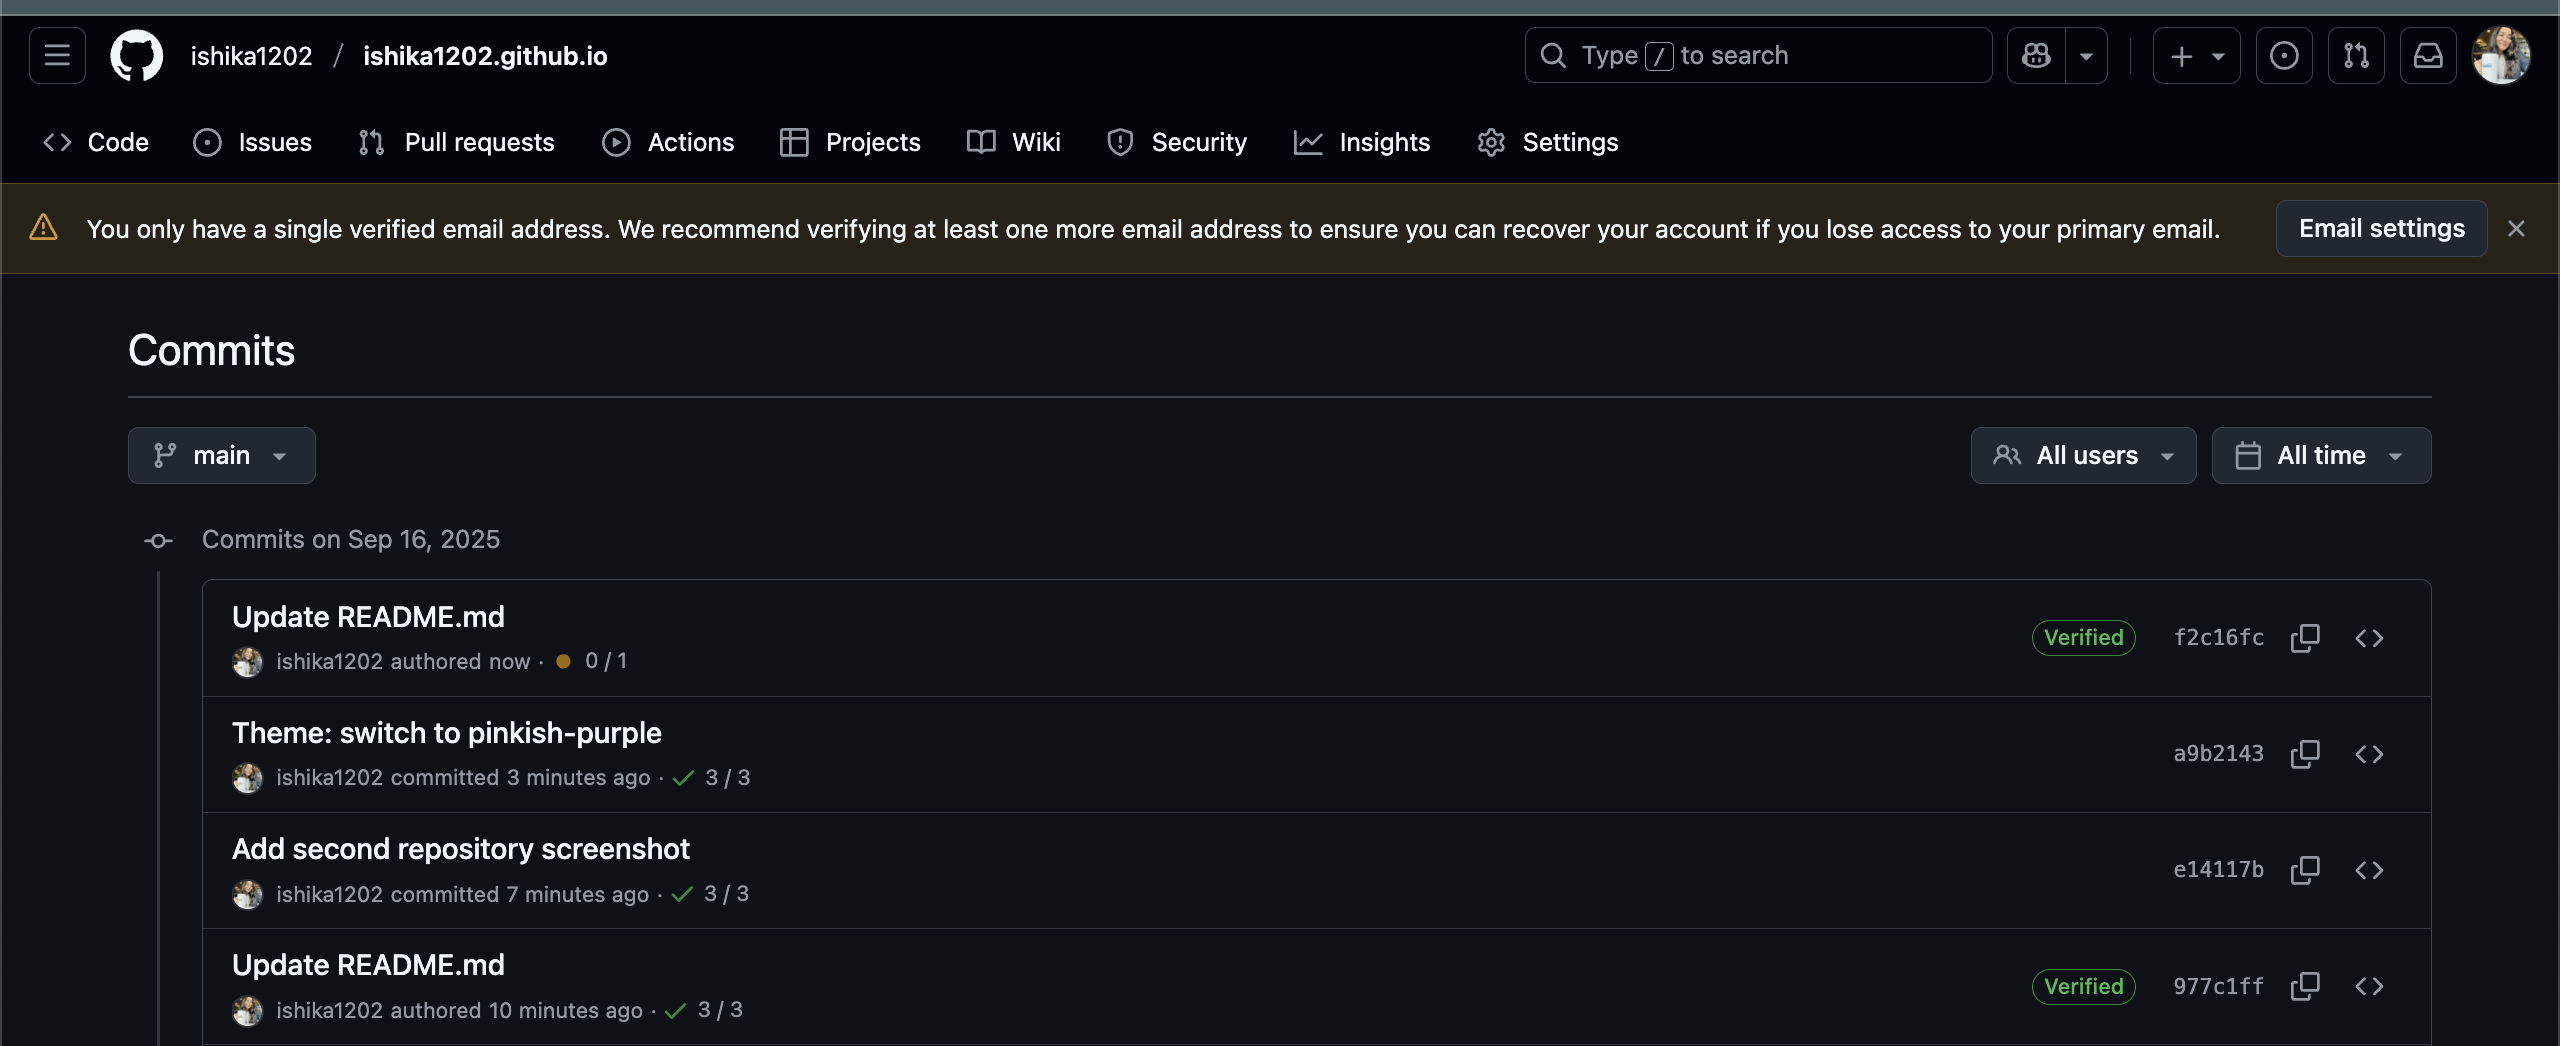 ishika1202 / ishika1202.github.io
Type / to search
Code Issues Pull requests Actions Projects Wiki Security Insights Settings
You only have a single verified email address. We recommend verifying at least one more email address to ensure you can recover your account if you lose access to your primary email. Email settings
Commits
main All users All time
Commits on Sep 16, 2025
Update README.md
ishika1202 authored now · 0 / 1
Verified f2c16fc
Theme: switch to pinkish-purple
ishika1202 committed 3 minutes ago · 3 / 3
a9b2143
Add second repository screenshot
ishika1202 committed 7 minutes ago · 3 / 3
e14117b
Update README.md
ishika1202 authored 10 minutes ago · 3 / 3
Verified 977c1ff